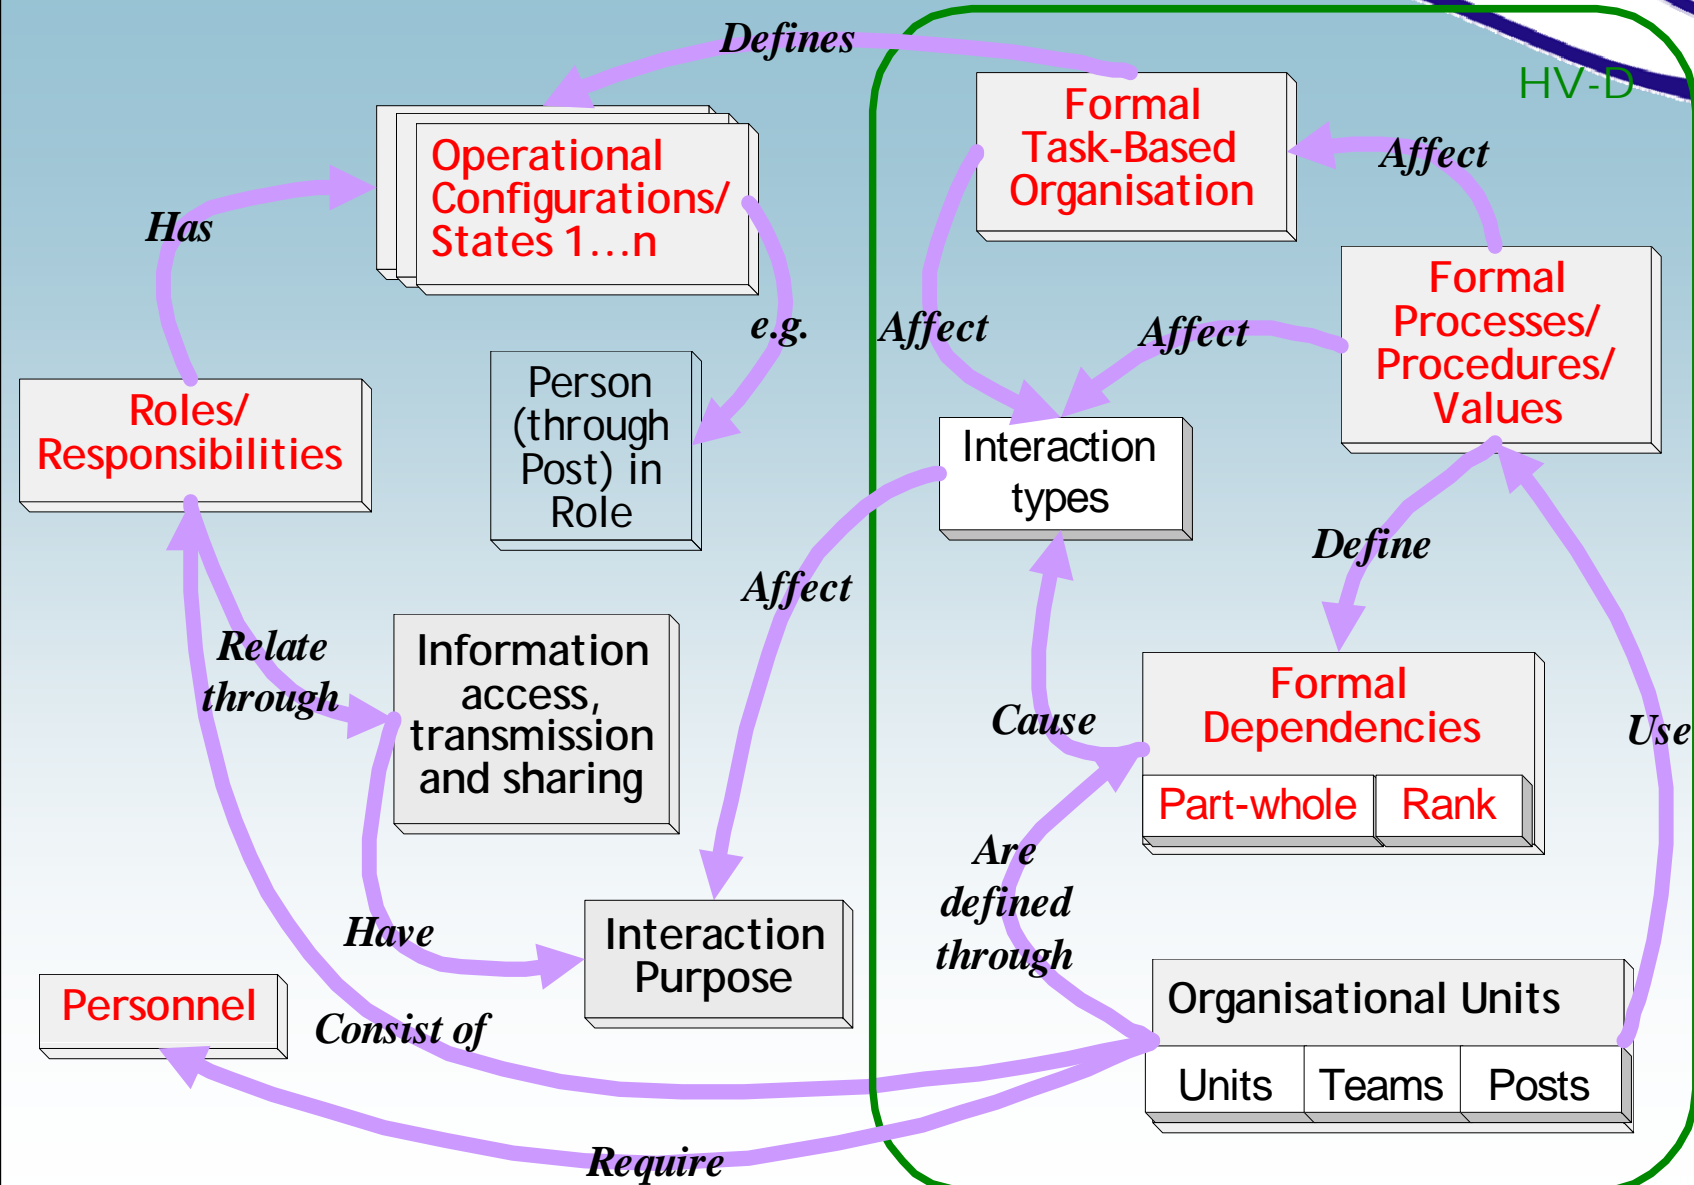 Defines
HV-D
Formal
Task-Based
Organisation
Operational
Configurations/
States 1...n
Affect
Has
Formal
Processes/
Procedures/
Values
e.g.
Affect
Affect
Person
(through
Post) in
Role
Roles/
Responsibilities
Interaction
types
Define
Affect
Relate
through
Information
access,
transmission
and sharing
Formal
Dependencies
Part-whole
Rank
Cause
Use
Are
defined
through
Have
Interaction
Purpose
Personnel
Consist of
Organisational Units
Units
Teams
Posts
Require